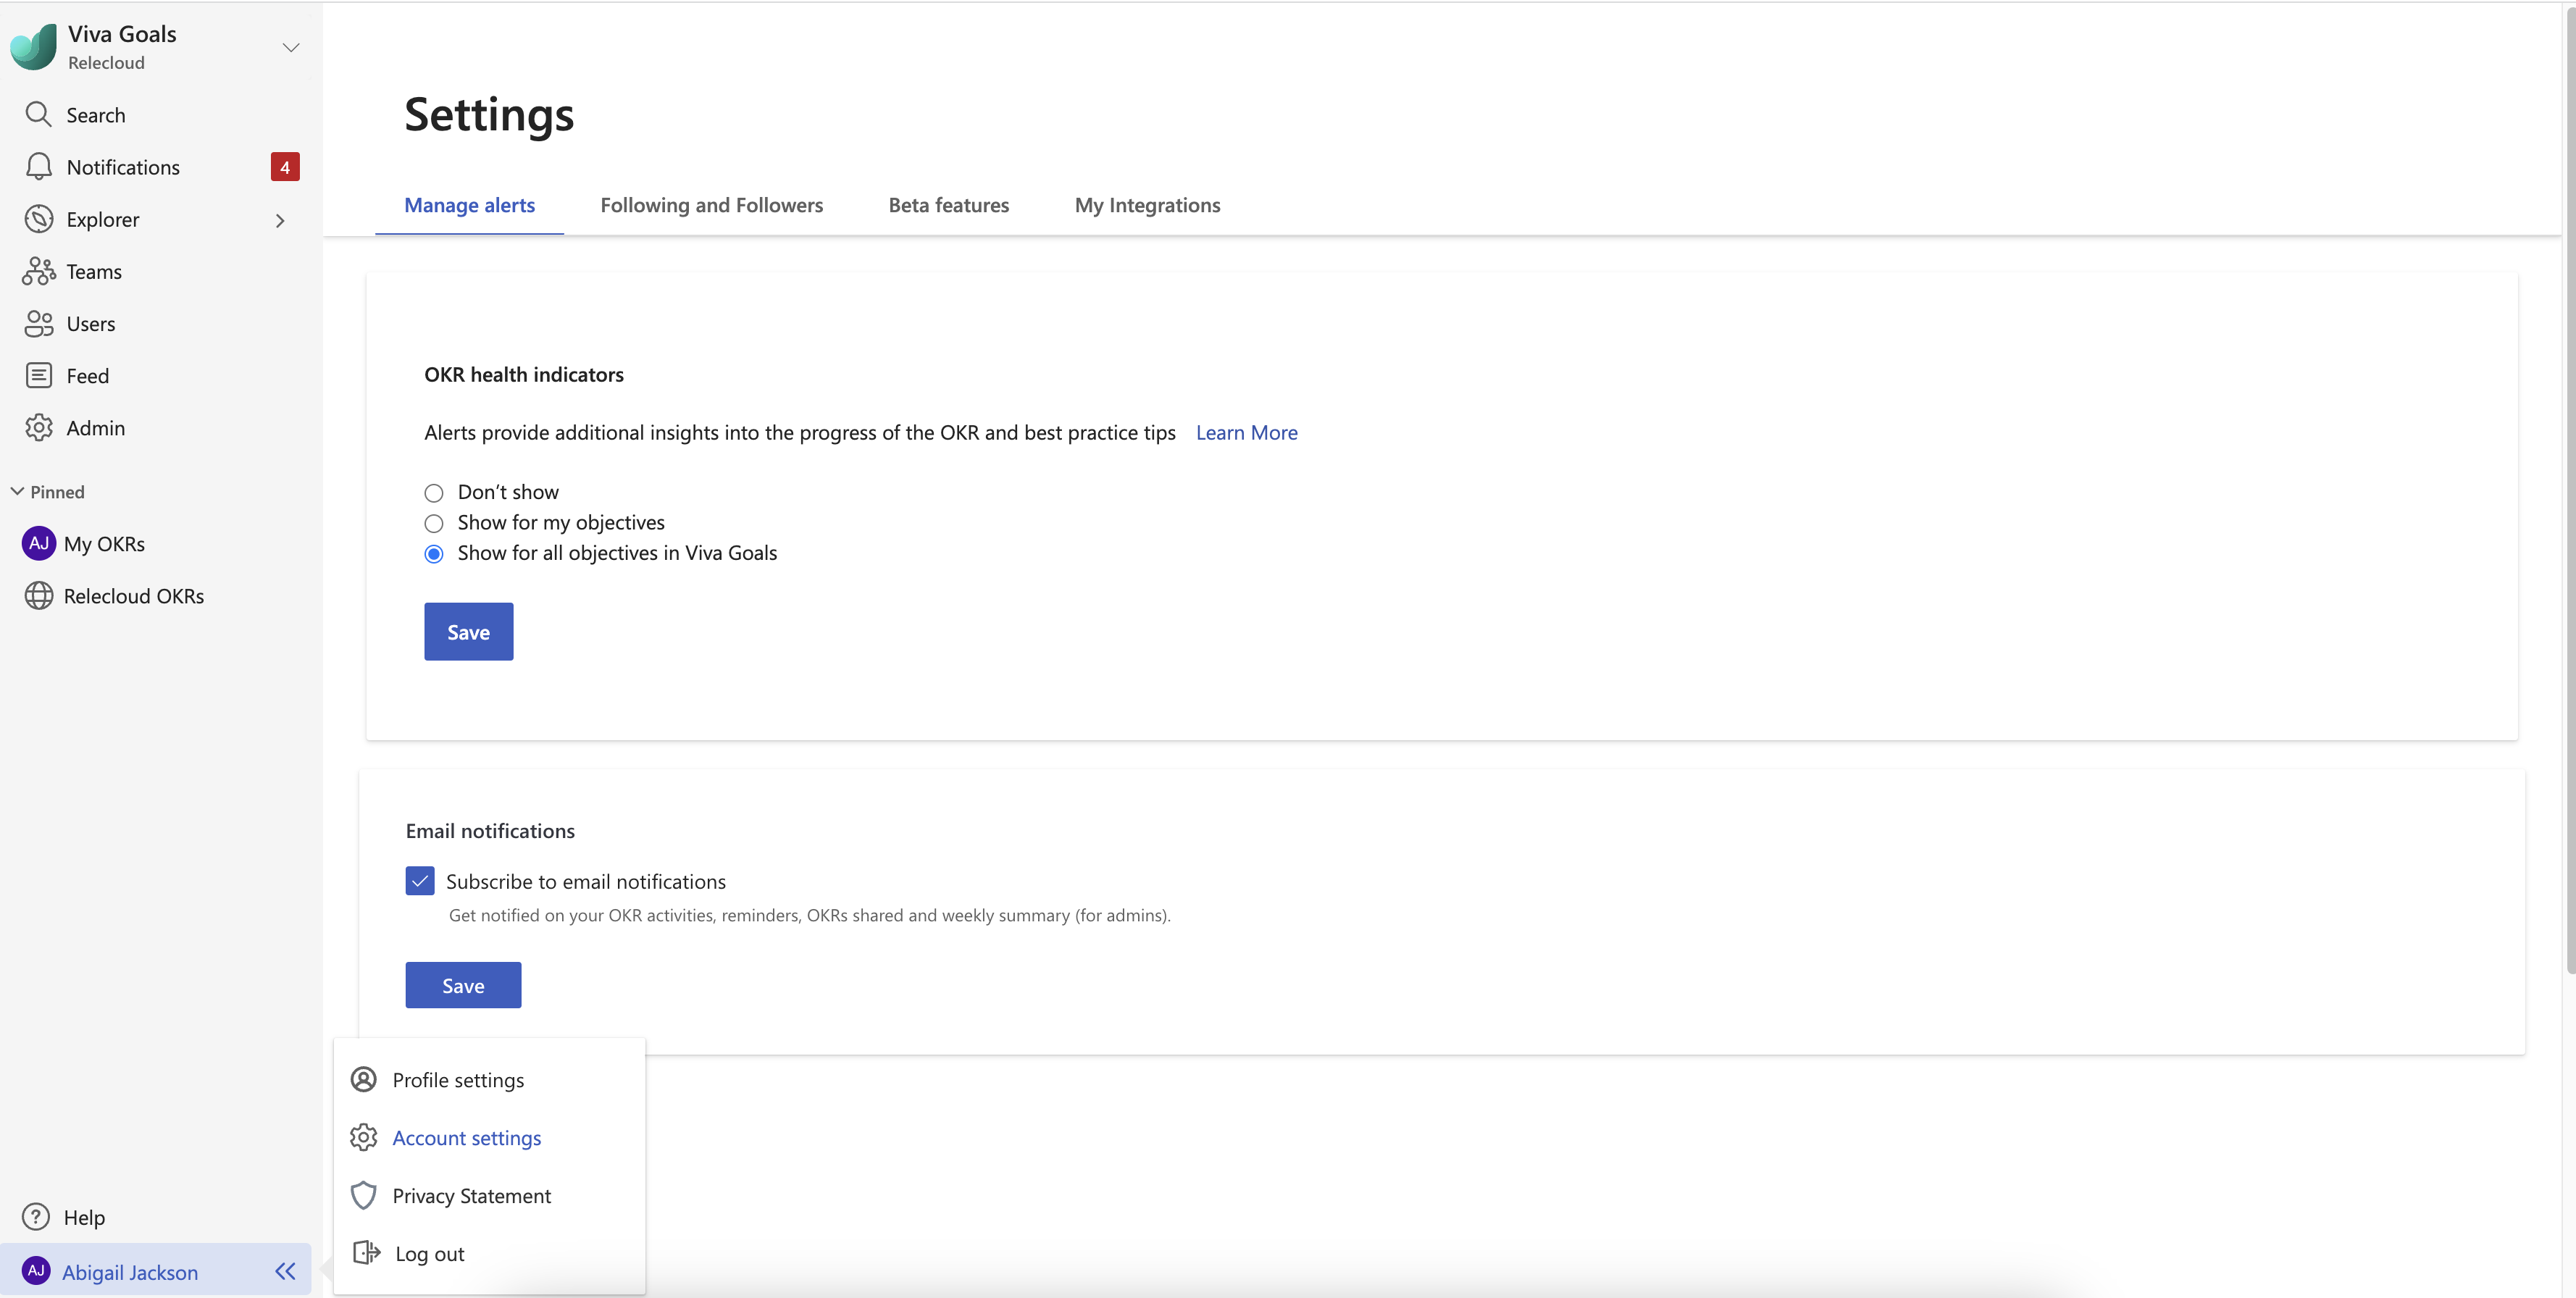 Viva Goals
Relecloud
Search
Notifications 4
Explorer
Teams
Users
Feed
Admin
Pinned
AJ My OKRs
Relecloud OKRs
Help
AJ Abigail Jackson
Settings
Manage alerts Following and Followers Beta features My Integrations
OKR health indicators
Alerts provide additional insights into the progress of the OKR and best practice tips Learn More
Don't show
Show for my objectives
Show for all objectives in Viva Goals
Save
Email notifications
Subscribe to email notifications
Get notified on your OKR activities, reminders, OKRs shared and weekly summary (for admins).
Save
Profile settings
Account settings
Privacy Statement
Log out